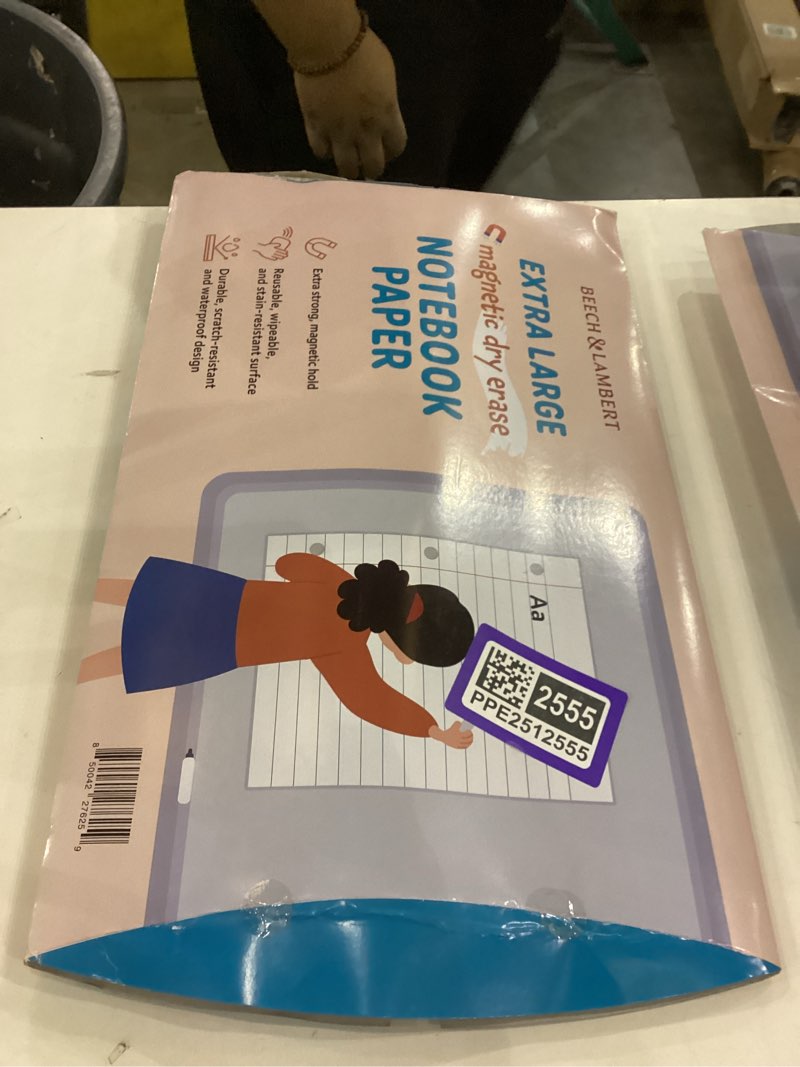 BEECH & LAMBERT
EXTRA LARGE
magnetic dry erase
NOTEBOOK
PAPER
Extra strong, magnetic hold
Reusable, wipeable,
and stain-resistant surface
Durable, scratch-resistant
and waterproof design
Aa
2555
PPE2512555
8 50042 27625 9